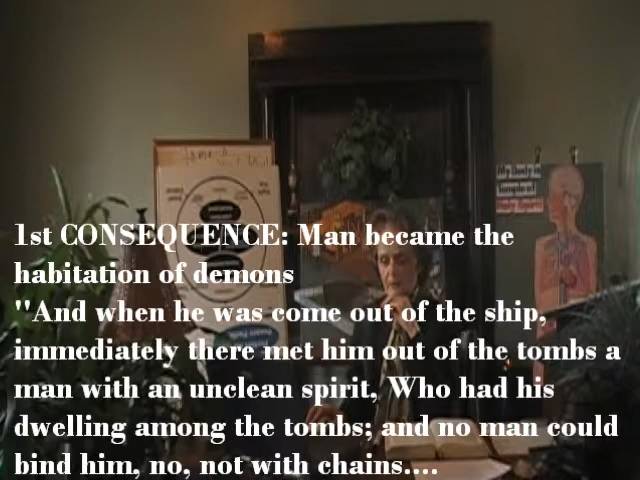 1st CONSEQUENCE: Man became the
habitation of demons
"And when he was come out of the ship,
immediately there met him out of the tombs a
man with an unclean spirit, Who had his
dwelling among the tombs; and no man could
bind him, no, not with chains....